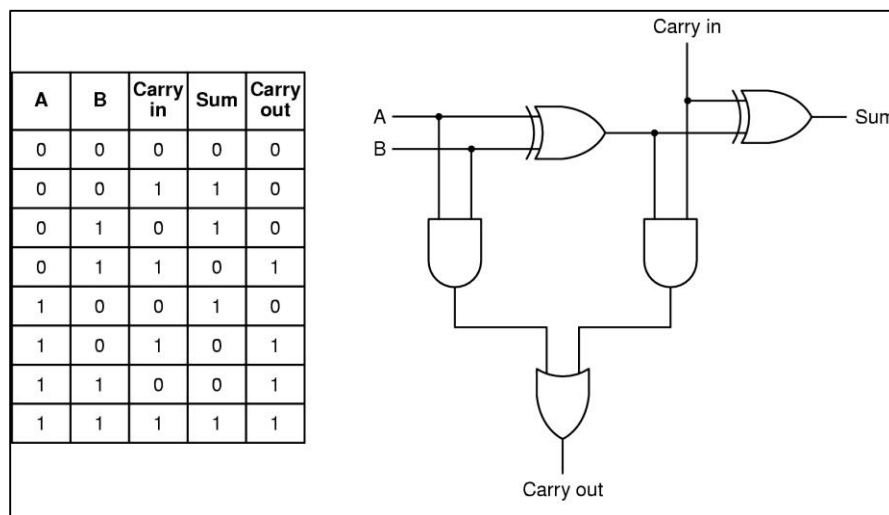 Carry in
A B Carry in Sum Carry out
0 0 0 0 0
0 0 1 1 0
0 1 0 1 0
0 1 1 0 1
1 0 0 1 0
1 0 1 0 1
1 1 0 0 1
1 1 1 1 1
A
B
Sum
Carry out